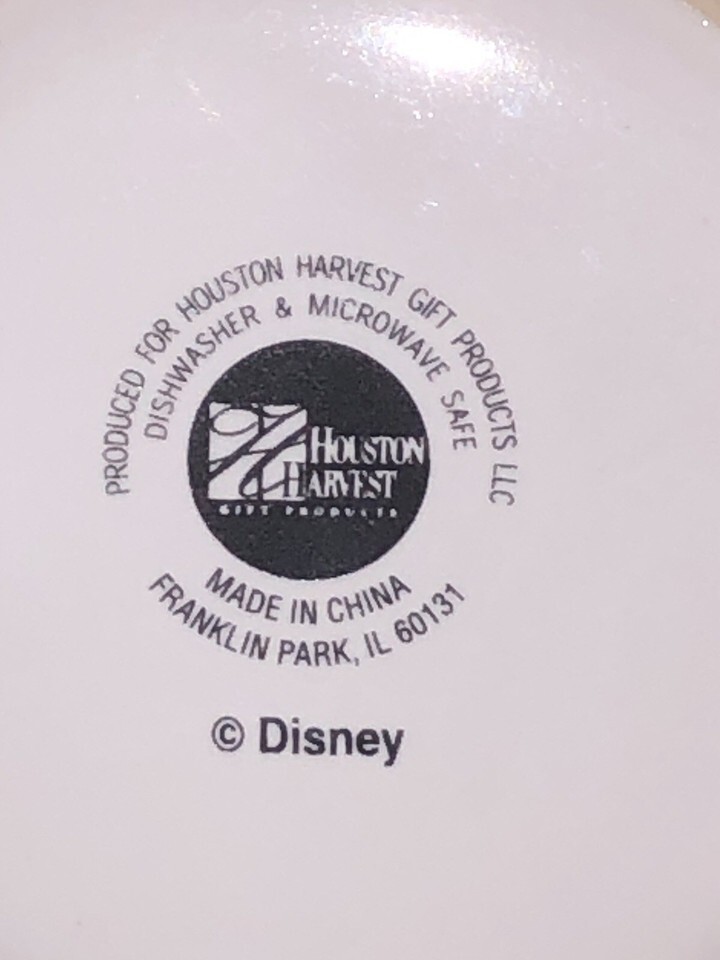 PRODUCED FOR HOUSTON HARVEST GIFT PRODUCTS LLC
DISHWASHER & MICROWAVE SAFE
HOUSTON
HARVEST
GIFT PRODUCTS
MADE IN CHINA
FRANKLIN PARK, IL 60131
© Disney